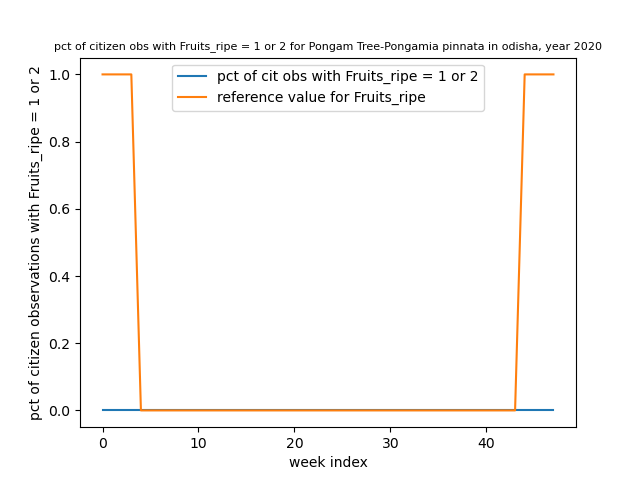 pct of citizen obs with Fruits_ripe = 1 or 2 for Pongam Tree-Pongamia pinnata in odisha, year 2020
pct of cit obs with Fruits_ripe = 1 or 2
reference value for Fruits_ripe
pct of citizen observations with Fruits_ripe = 1 or 2
1.0
0.8
0.6
0.4
0.2
0.0
0 10 20 30 40
week index